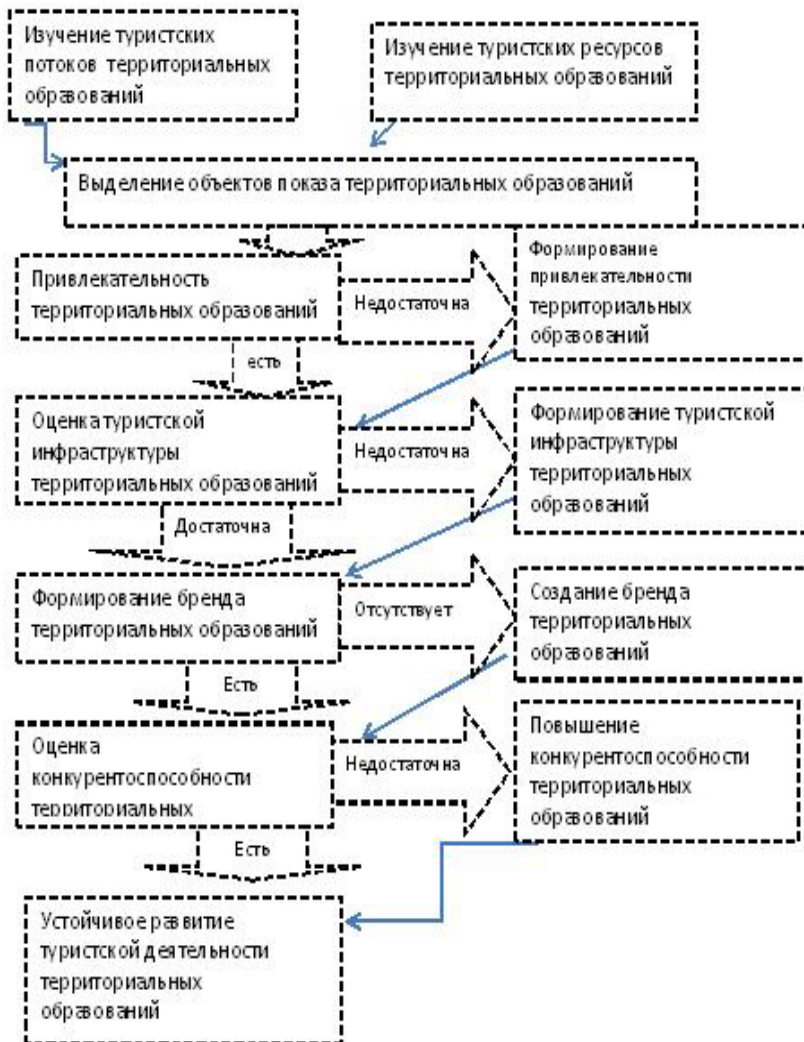 Изучение туристских
потоков территориальных
образований
Изучение туристских ресурсов
территориальных образований
Выделение объектов показа территориальных образований
Привлекательность
территориальных образований
Недостаточна
Формирование
привлекательности
территориальных
образований
есть
Оценка туристской
инфраструктуры
территориальных образований
Недостаточна
Формирование туристской
инфраструктуры
территориальных
образований
Достаточна
Формирование бренда
территориальных образований
Отсутствует
Создание бренда
территориальных
образований
Есть
Оценка
конкурентоспособности
территориальных
Недостаточна
Повышение
конкурентоспособности
территориальных
образований
Есть
Устойчивое развитие
туристской деятельности
территориальных
образований